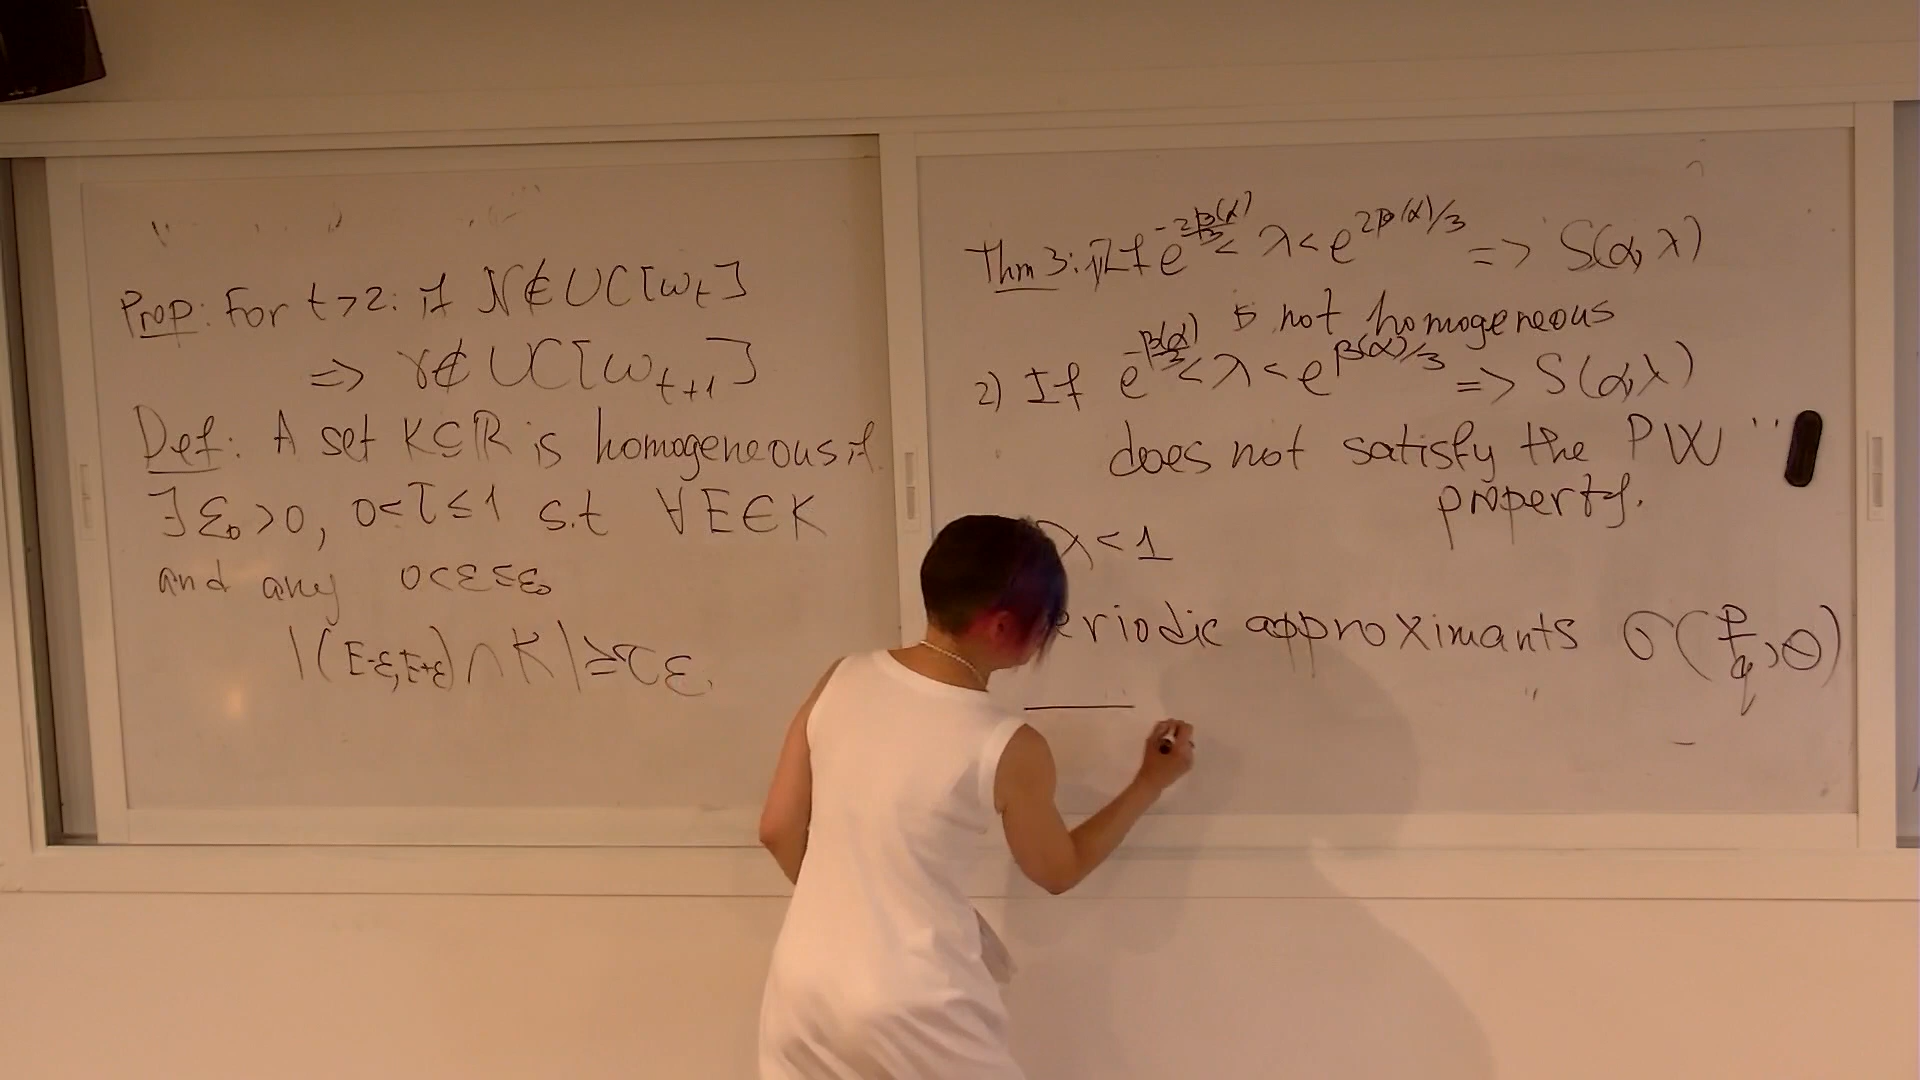 Prop: For t>2: if N∉UC[ω_t]
=> γ∉UC[ω_{t+1}]
Def: A set K⊆ℝ is homogeneous if
∃ε₀>0, 0<τ≤1 s.t ∀E∈K
and any 0<ε≤ε₀
|(E-ε,E+ε)∩K|≥τε.
Thm 3: 1) If e^{-2β(α)/3} < λ < e^{2β(α)/3} => S(α,λ)
is not homogeneous
2) If e^{-β(α)/3} < λ < e^{β(α)/3} => S(α,λ)
does not satisfy the PW
property.
λ<1
eriodic approximants σ(p/q,θ)